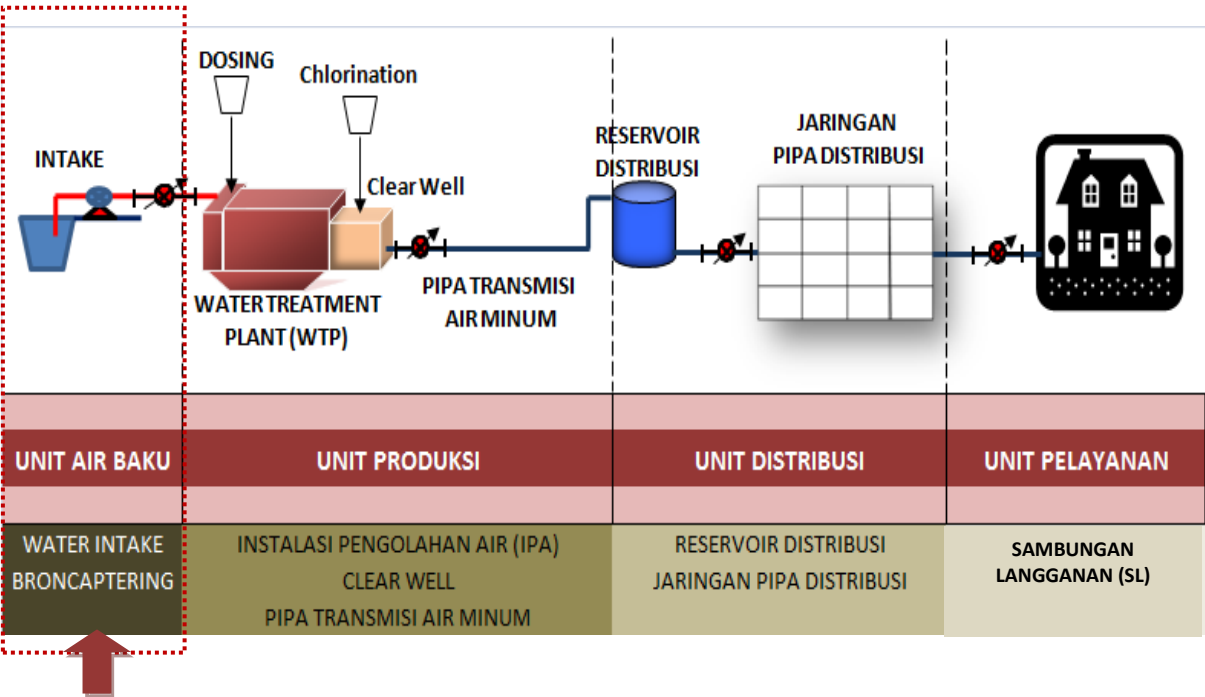 DOSING
Chlorination
INTAKE
Clear Well
WATER TREATMENT
PLANT (WTP)
PIPA TRANSMISI
AIR MINUM
RESERVOIR
DISTRIBUSI
JARINGAN
PIPA DISTRIBUSI
UNIT AIR BAKU
UNIT PRODUKSI
UNIT DISTRIBUSI
UNIT PELAYANAN
WATER INTAKE
BRONCAPTERING
INSTALASI PENGOLAHAN AIR (IPA)
CLEAR WELL
PIPA TRANSMISI AIR MINUM
RESERVOIR DISTRIBUSI
JARINGAN PIPA DISTRIBUSI
SAMBUNGAN
LANGGANAN (SL)